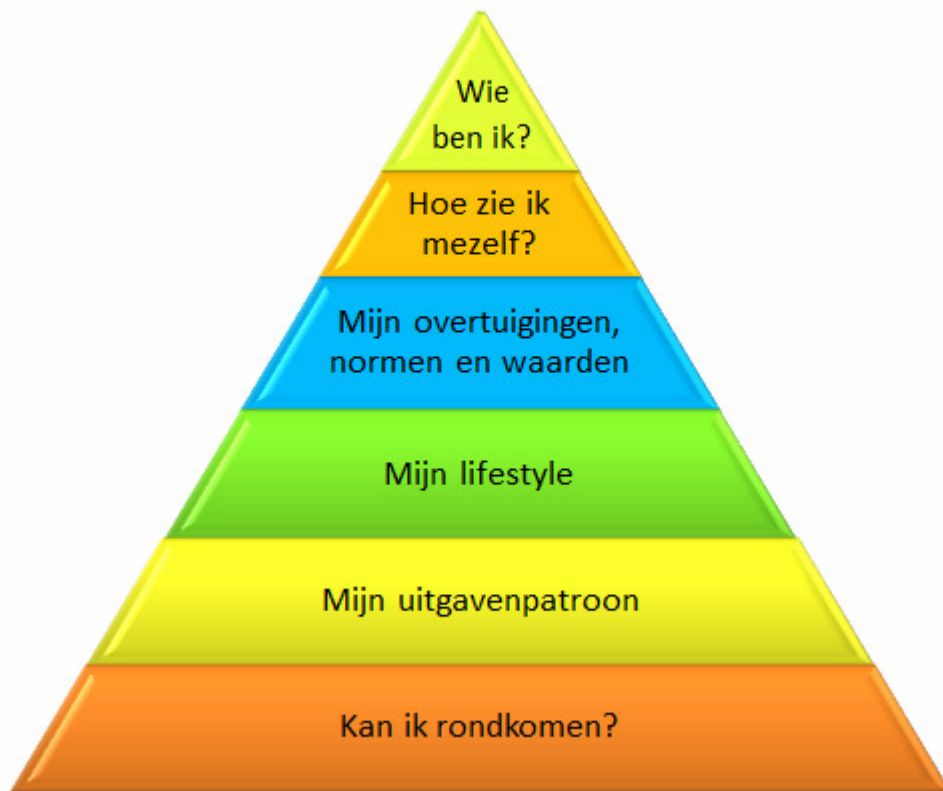 Wie
ben ik?
Hoe zie ik
mezelf?
Mijn overtuigingen,
normen en waarden
Mijn lifestyle
Mijn uitgavenpatroon
Kan ik rondkomen?